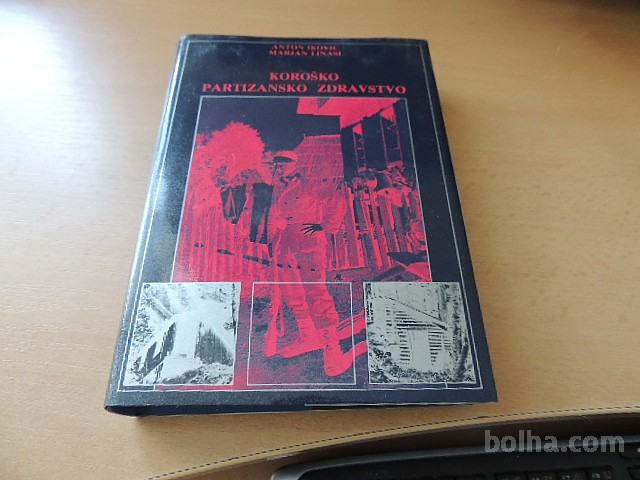 ANTON IKOVIC
MARJAN LINASI
KOROŠKO
PARTIZANSKO ZDRAVSTVO
bolha.com